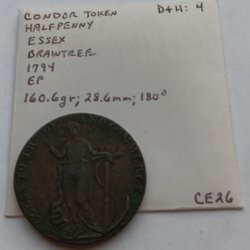 CONDOR TOKEN D+H: 4
HALFPENNY
ESSEX
BRAINTREE
1794
EF
160.6gr; 28.6mm; 180°
CE26